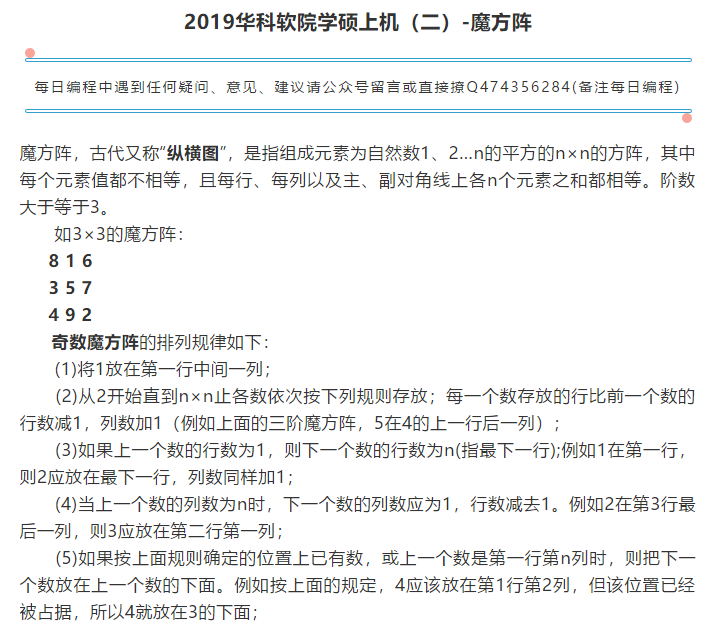 2019华科软院学硕上机（二）-魔方阵
每日编程中遇到任何疑问、意见、建议请公众号留言或直接撩Q474356284(备注每日编程)
魔方阵，古代又称“纵横图”，是指组成元素为自然数1、2…n的平方的n×n的方阵，其中
每个元素值都不相等，且每行、每列以及主、副对角线上各n个元素之和都相等。阶数
大于等于3。
如3×3的魔方阵：
8 1 6
3 5 7
4 9 2
奇数魔方阵的排列规律如下：
(1)将1放在第一行中间一列；
(2)从2开始直到n×n止各数依次按下列规则存放；每一个数存放的行比前一个数的
行数减1，列数加1（例如上面的三阶魔方阵，5在4的上一行后一列）；
(3)如果上一个数的行数为1，则下一个数的行数为n(指最下一行);例如1在第一行，
则2应放在最下一行，列数同样加1；
(4)当上一个数的列数为n时，下一个数的列数应为1，行数减去1。例如2在第3行最
后一列，则3应放在第二行第一列；
(5)如果按上面规则确定的位置上已有数，或上一个数是第一行第n列时，则把下一
个数放在上一个数的下面。例如按上面的规定，4应该放在第1行第2列，但该位置已经
被占据，所以4就放在3的下面；